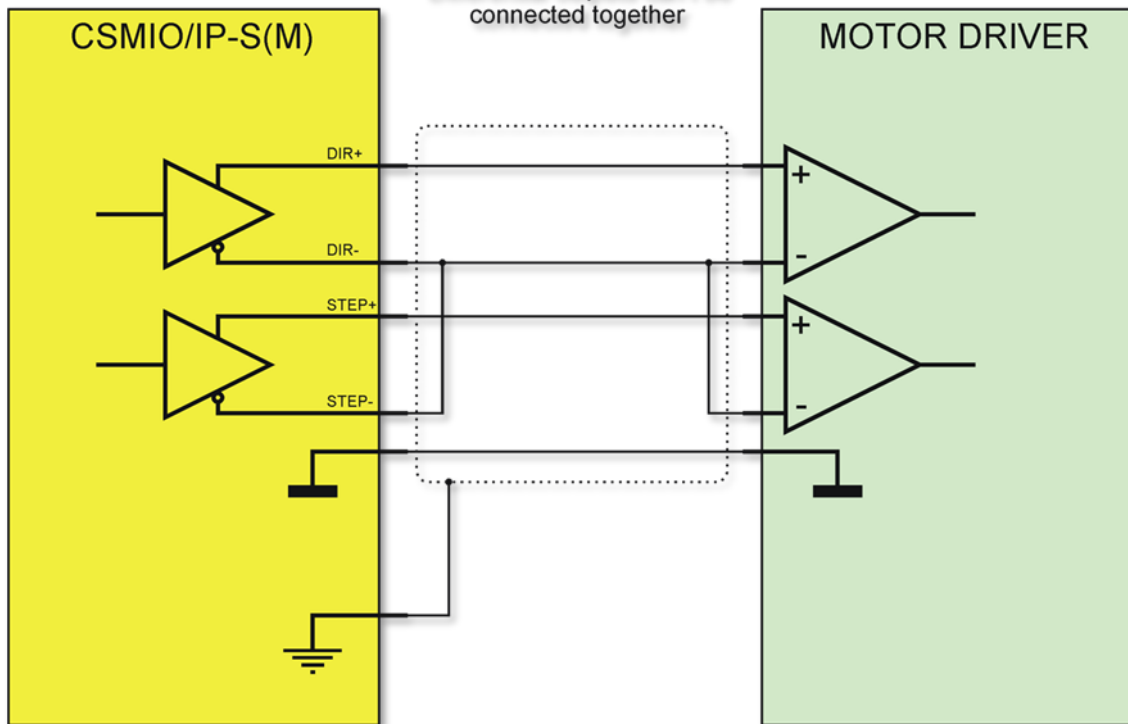 connected together
CSMIO/IP-S(M)
MOTOR DRIVER
DIR+
DIR-
STEP+
STEP-
+
-
+
-